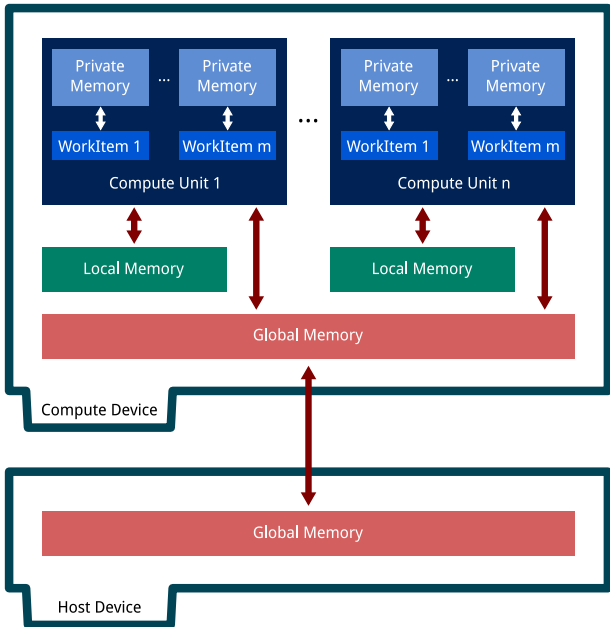 Private
Memory
...
Private
Memory
Private
Memory
...
Private
Memory
WorkItem 1
WorkItem m
...
WorkItem 1
WorkItem m
Compute Unit 1
Compute Unit n
Local Memory
Local Memory
Global Memory
Compute Device
Global Memory
Host Device